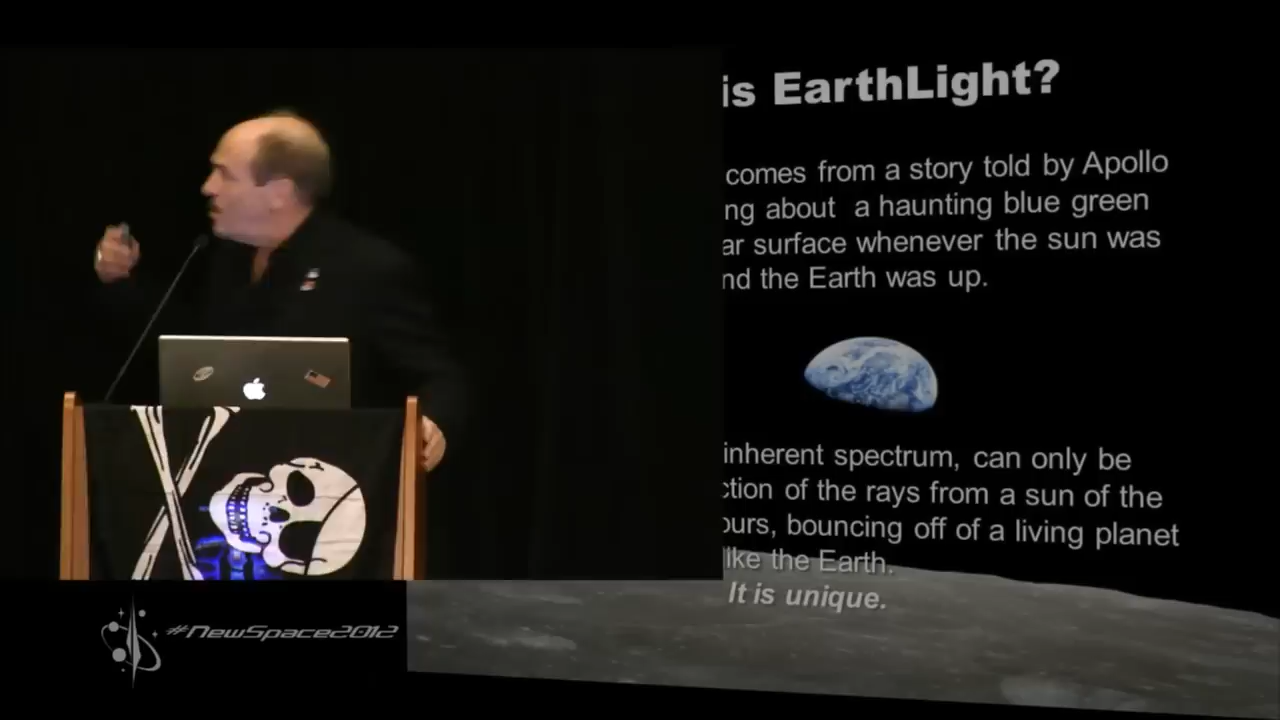 is EarthLight?
comes from a story told by Apollo
ng about a haunting blue green
ar surface whenever the sun was
nd the Earth was up.
inherent spectrum, can only be
ction of the rays from a sun of the
ours, bouncing off of a living planet
like the Earth.
It is unique.
#NewSpace2012